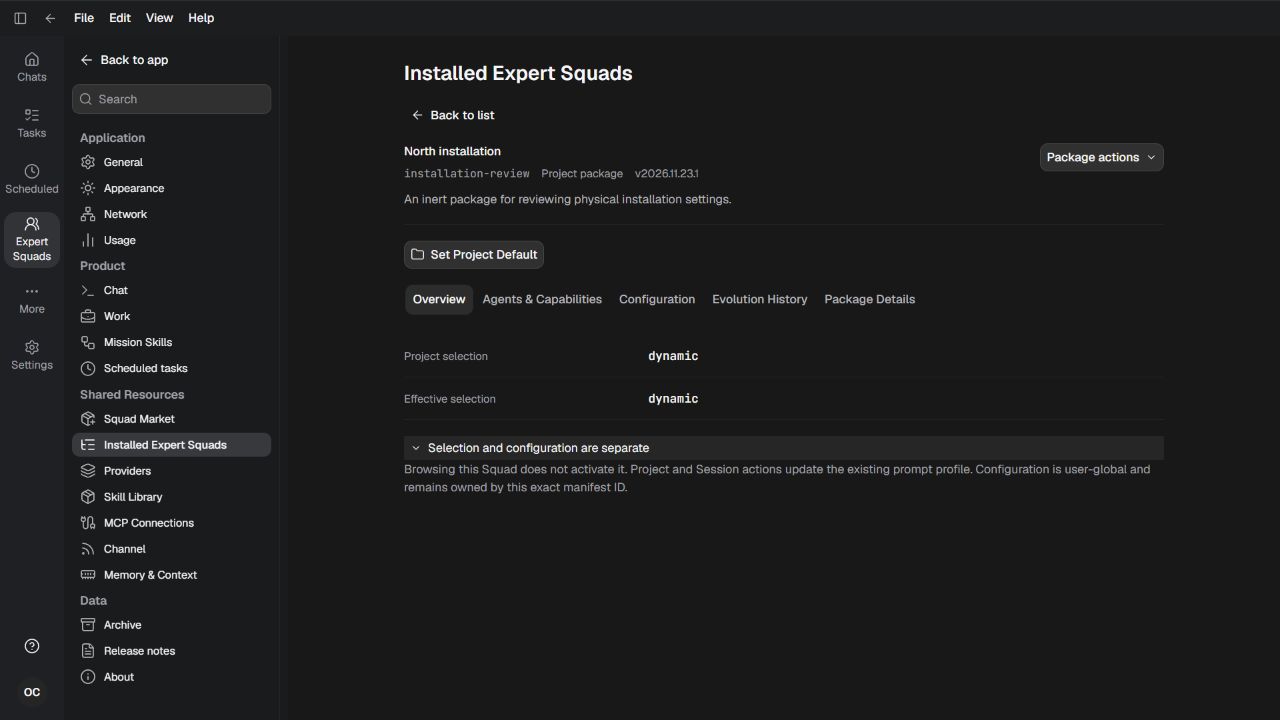 File Edit View Help
Chats
Tasks
Scheduled
Expert
Squads
More
Settings
OC
Back to app
Search
Application
General
Appearance
Network
Usage
Product
Chat
Work
Mission Skills
Scheduled tasks
Shared Resources
Squad Market
Installed Expert Squads
Providers
Skill Library
MCP Connections
Channel
Memory & Context
Data
Archive
Release notes
About
Installed Expert Squads
Back to list
North installation
Package actions
installation-review Project package v2026.11.23.1
An inert package for reviewing physical installation settings.
Set Project Default
Overview Agents & Capabilities Configuration Evolution History Package Details
Project selection dynamic
Effective selection dynamic
Selection and configuration are separate
Browsing this Squad does not activate it. Project and Session actions update the existing prompt profile. Configuration is user-global and
remains owned by this exact manifest ID.